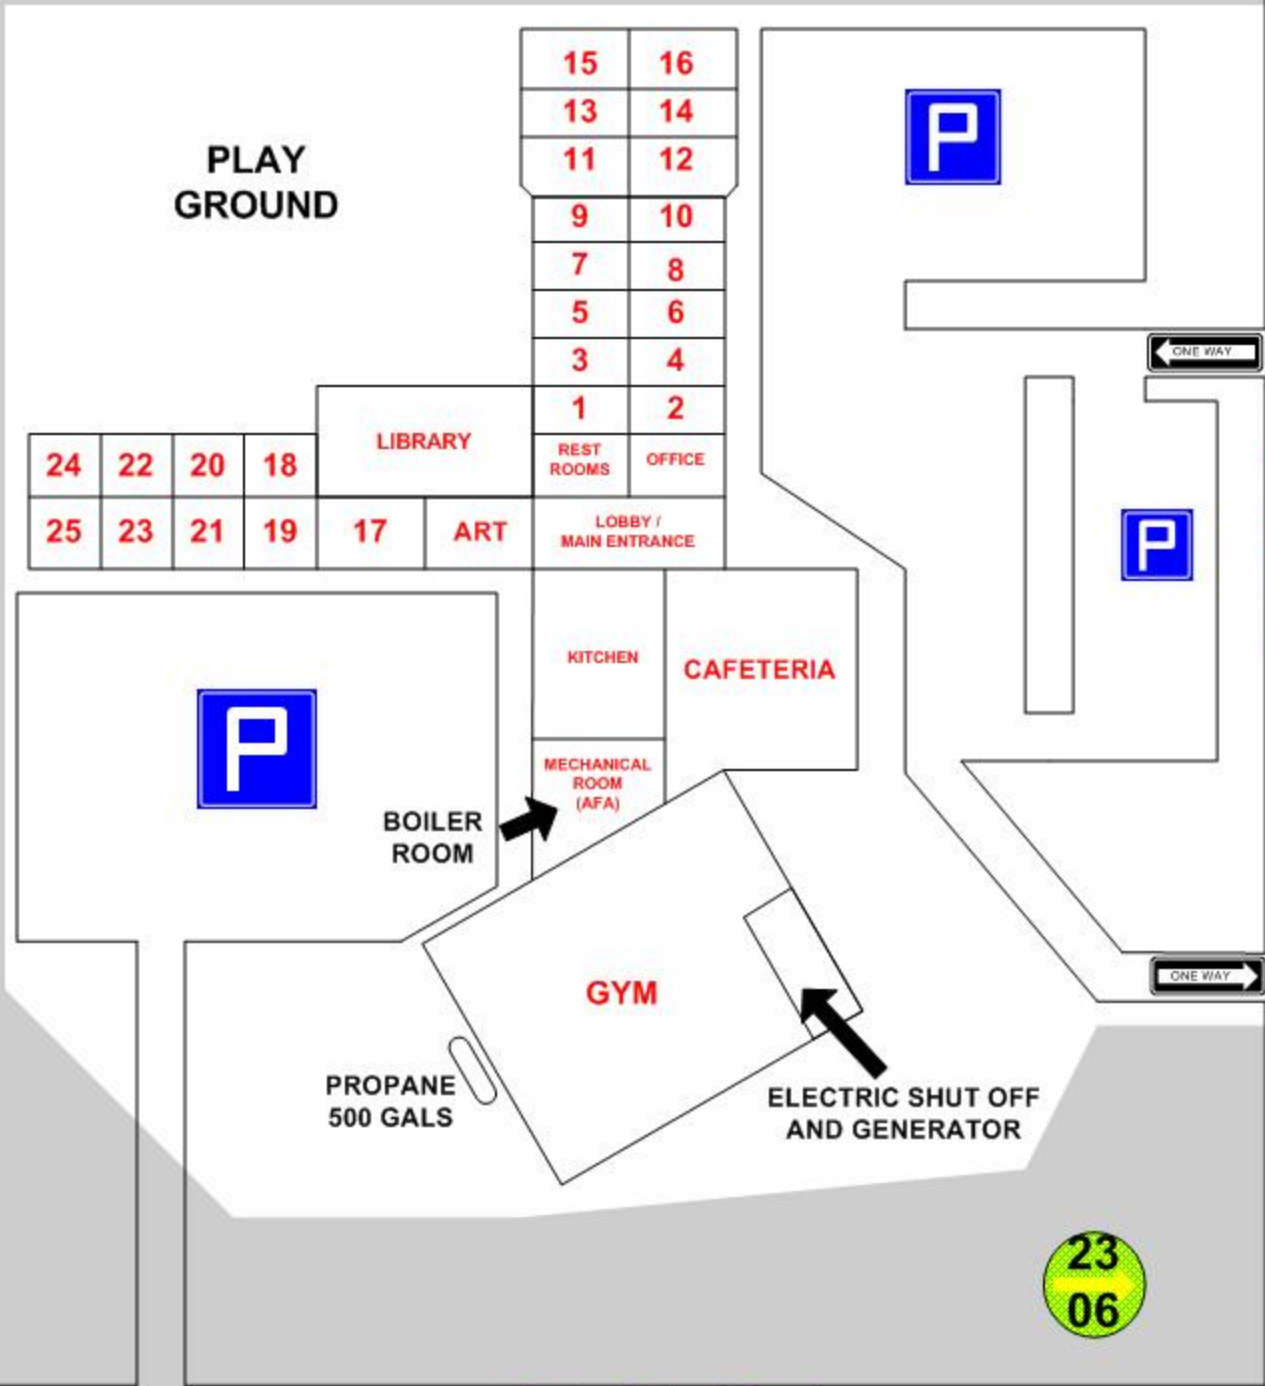 15 16
13 14
11 12
PLAY
GROUND
P
9 10
7 8
5 6
3 4
ONE WAY
1 2
LIBRARY
REST
ROOMS
OFFICE
24 22 20 18
25 23 21 19 17 ART
LOBBY /
MAIN ENTRANCE
P
KITCHEN
CAFETERIA
P
MECHANICAL
ROOM
(AFA)
BOILER
ROOM
GYM
ONE WAY
PROPANE
500 GALS
ELECTRIC SHUT OFF
AND GENERATOR
23
06